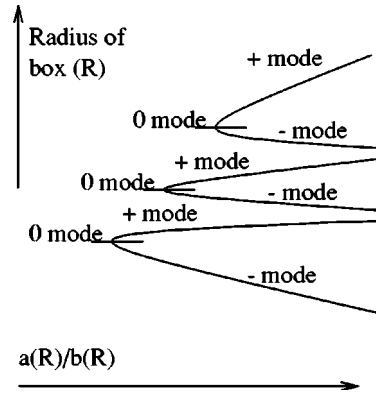 Radius of
box (R)
+ mode
0 mode
- mode
+ mode
0 mode
- mode
+ mode
0 mode
- mode
a(R)/b(R)